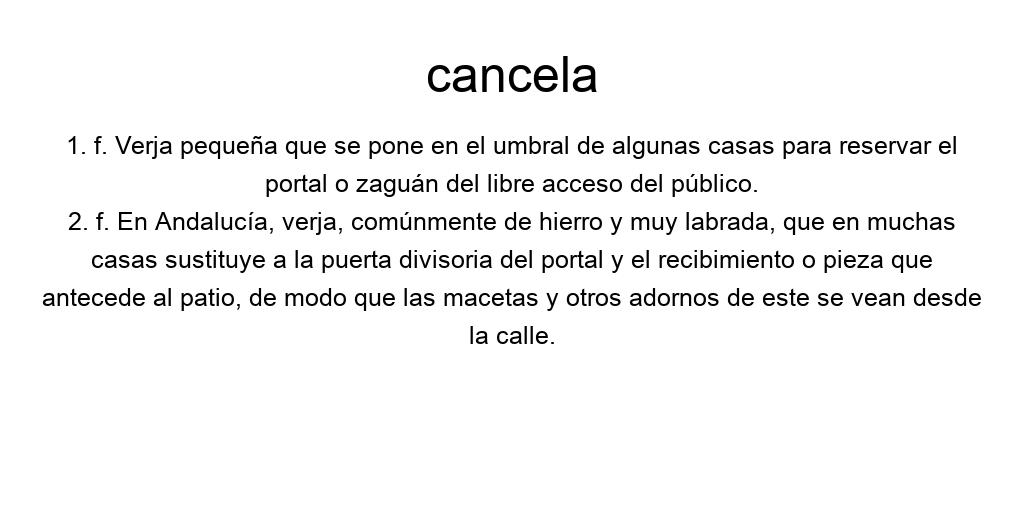 cancela
1. f. Verja pequeña que se pone en el umbral de algunas casas para reservar el
portal o zaguán del libre acceso del público.
2. f. En Andalucía, verja, comúnmente de hierro y muy labrada, que en muchas
casas sustituye a la puerta divisoria del portal y el recibimiento o pieza que
antecede al patio, de modo que las macetas y otros adornos de este se vean desde
la calle.